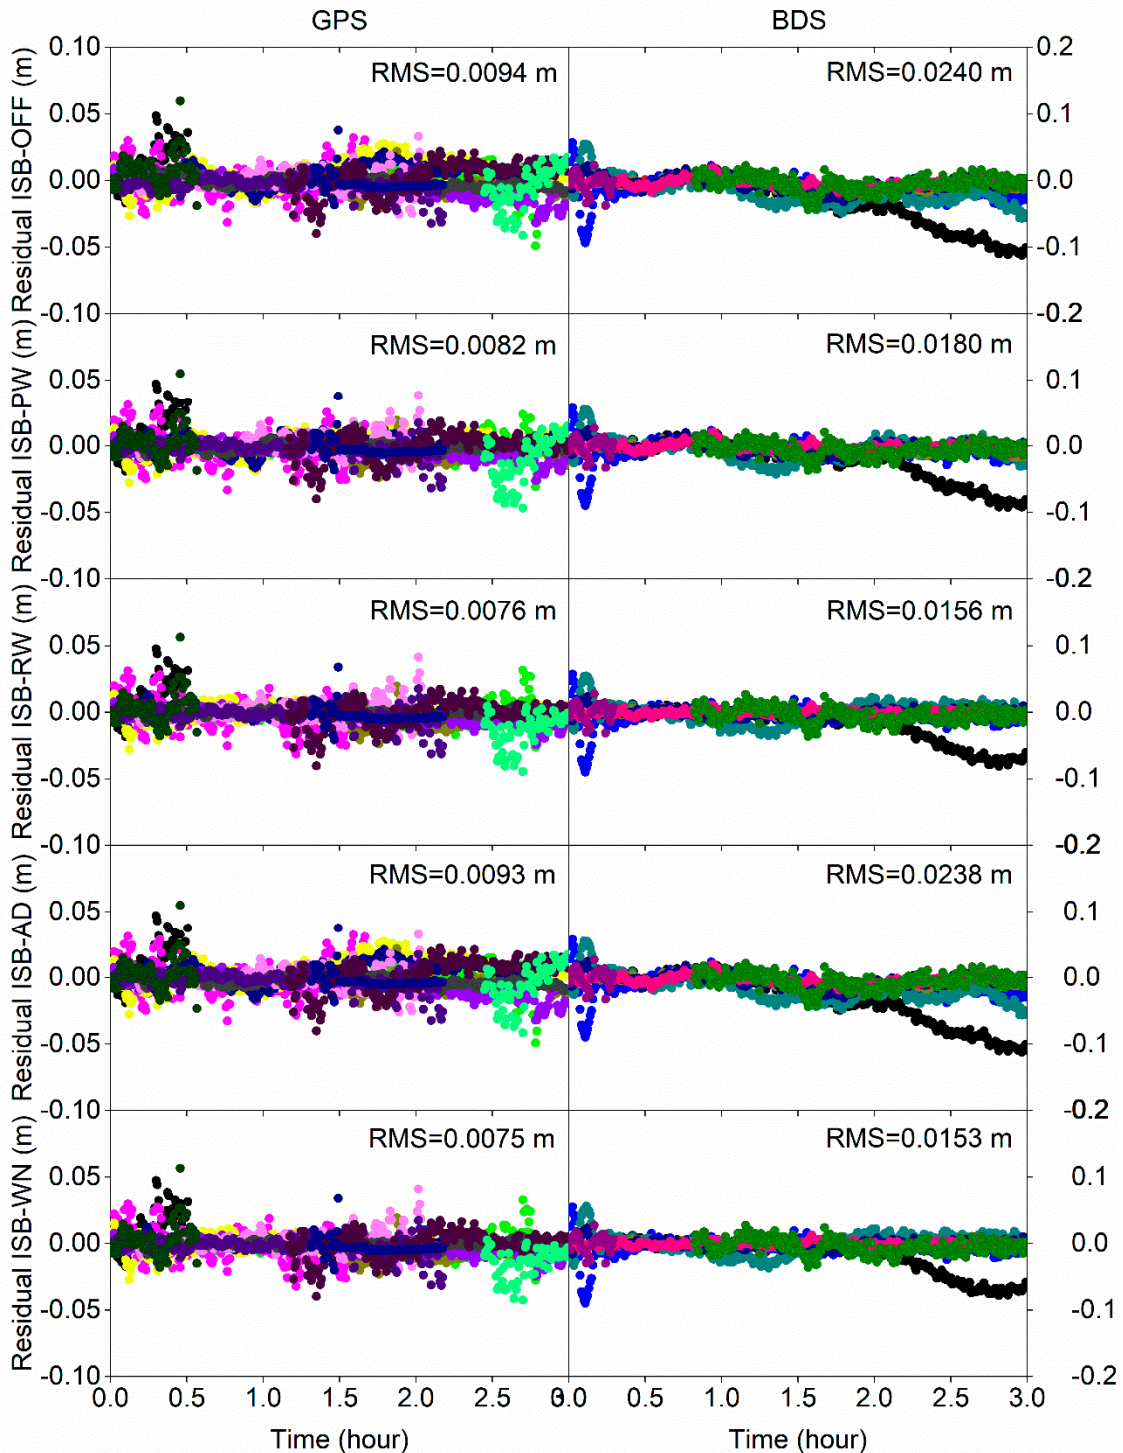 GPS
BDS
Residual ISB-OFF (m)
0.10
0.05
0.00
-0.05
-0.10
RMS=0.0094 m
RMS=0.0240 m
0.2
0.1
0.0
-0.1
-0.2
Residual ISB-PW (m)
0.05
0.00
-0.05
-0.10
RMS=0.0082 m
RMS=0.0180 m
0.1
0.0
-0.1
-0.2
Residual ISB-RW (m)
0.05
0.00
-0.05
-0.10
RMS=0.0076 m
RMS=0.0156 m
0.1
0.0
-0.1
-0.2
Residual ISB-AD (m)
0.05
0.00
-0.05
-0.10
RMS=0.0093 m
RMS=0.0238 m
0.1
0.0
-0.1
-0.2
Residual ISB-WN (m)
0.05
0.00
-0.05
-0.10
RMS=0.0075 m
RMS=0.0153 m
0.1
0.0
-0.1
-0.2
0.0 0.5 1.0 1.5 2.0 2.5
0.0 0.5 1.0 1.5 2.0 2.5 3.0
Time (hour)
Time (hour)